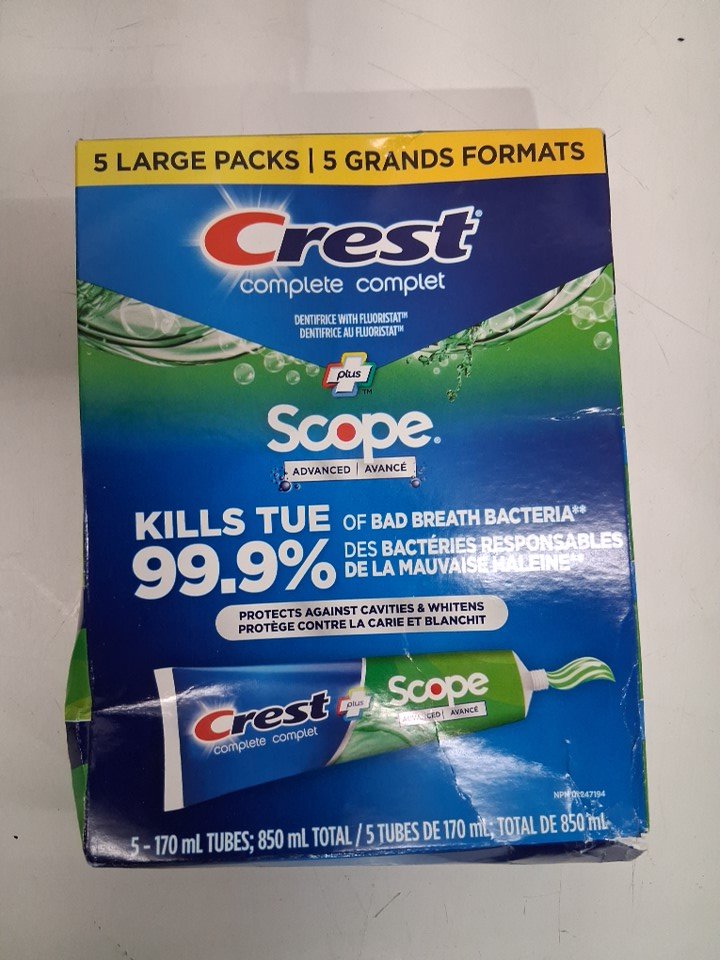 5 LARGE PACKS | 5 GRANDS FORMATS
Crest®
complete complet
DENTIFRICE WITH FLUORISTAT™
DENTIFRICE AU FLUORISTAT™
plus™
Scope®
ADVANCED | AVANCÉ
KILLS TUE
99.9%
OF BAD BREATH BACTERIA**
DES BACTÉRIES RESPONSABLES
DE LA MAUVAISE HALEINE**
PROTECTS AGAINST CAVITIES & WHITENS
PROTÈGE CONTRE LA CARIE ET BLANCHIT
Crest
complete complet
plus
Scope
ADVANCED | AVANCÉ
NPN
5 - 170 mL TUBES; 850 mL TOTAL / 5 TUBES DE 170 mL; TOTAL DE 850 mL